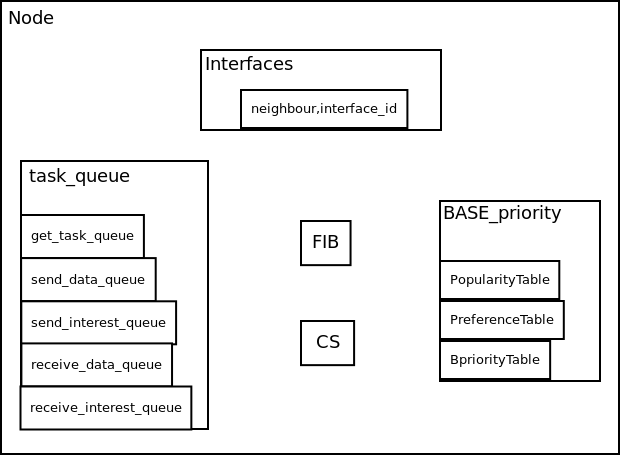 Node
Interfaces
neighbour,interface_id
task_queue
get_task_queue
send_data_queue
send_interest_queue
receive_data_queue
receive_interest_queue
FIB
CS
BASE_priority
PopularityTable
PreferenceTable
BpriorityTable